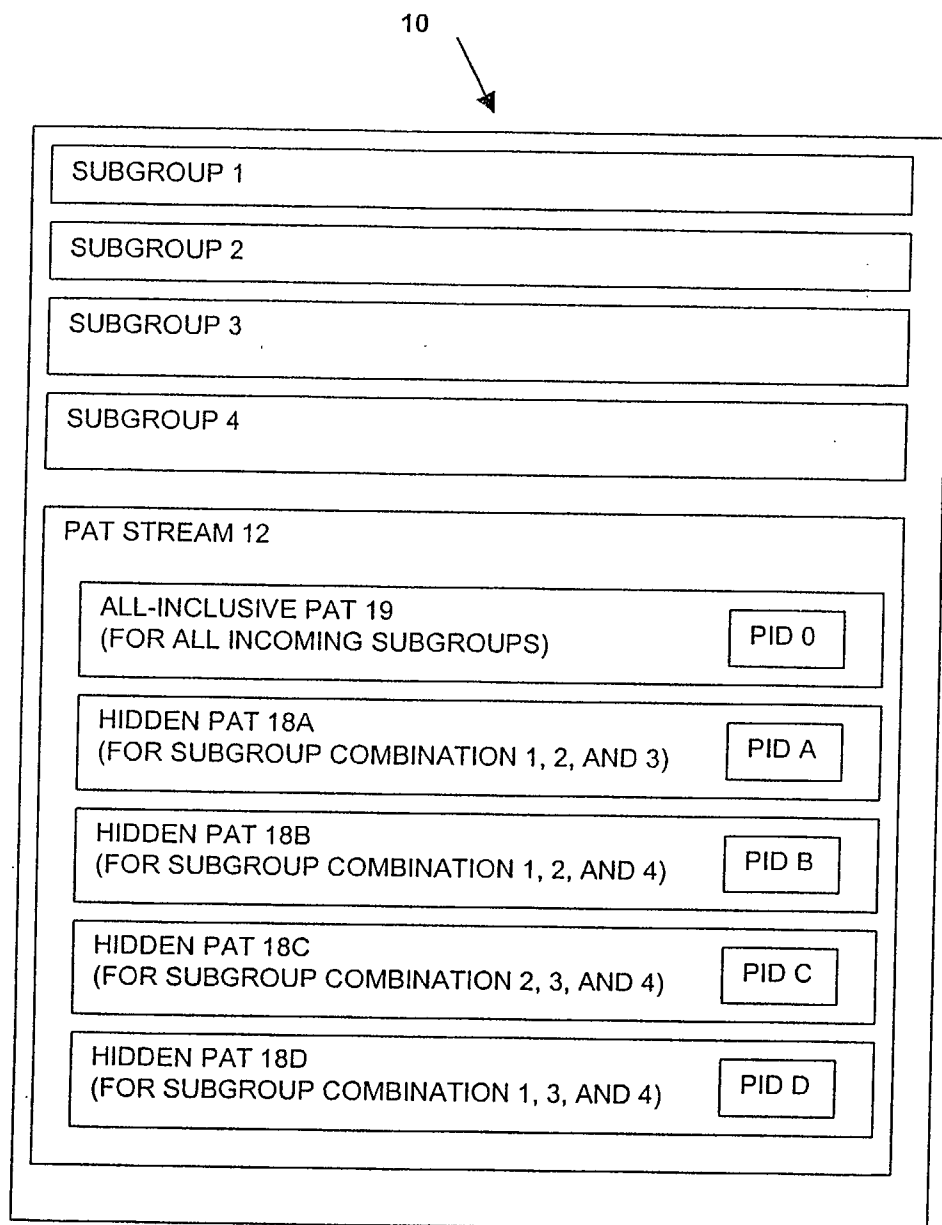 10
SUBGROUP 1
SUBGROUP 2
SUBGROUP 3
SUBGROUP 4
PAT STREAM 12
ALL-INCLUSIVE PAT 19
(FOR ALL INCOMING SUBGROUPS)
PID 0
HIDDEN PAT 18A
(FOR SUBGROUP COMBINATION 1, 2, AND 3)
PID A
HIDDEN PAT 18B
(FOR SUBGROUP COMBINATION 1, 2, AND 4)
PID B
HIDDEN PAT 18C
(FOR SUBGROUP COMBINATION 2, 3, AND 4)
PID C
HIDDEN PAT 18D
(FOR SUBGROUP COMBINATION 1, 3, AND 4)
PID D